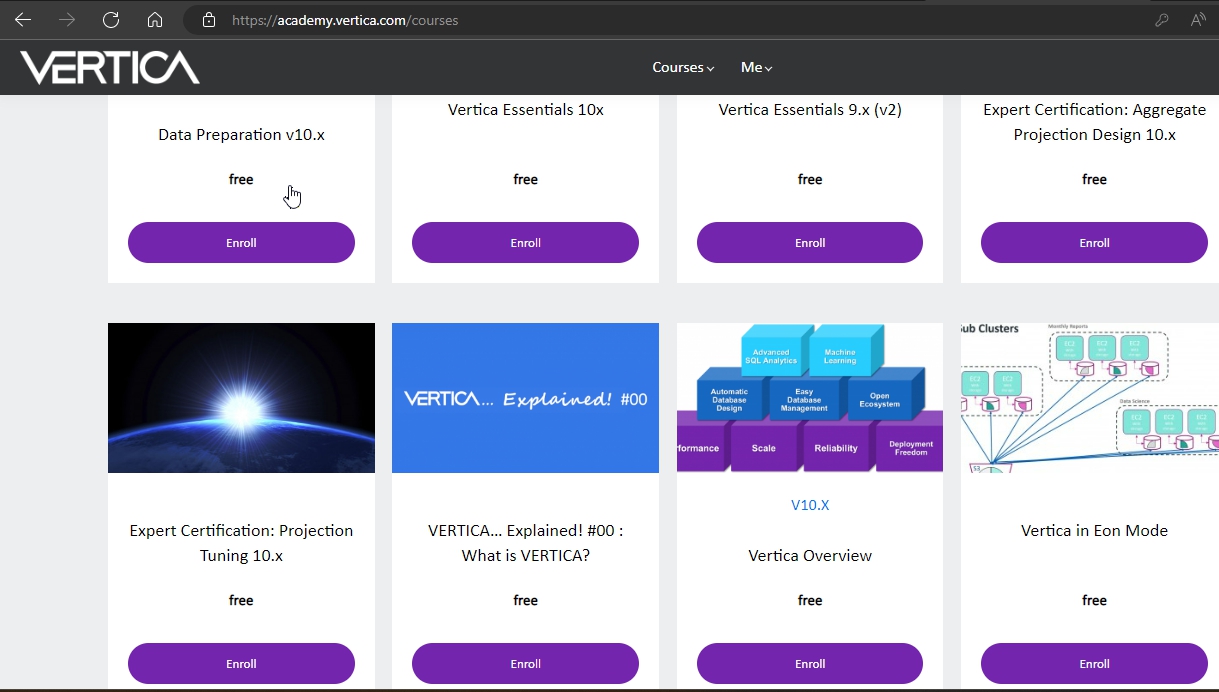 https://academy.vertica.com/courses
VERTICA
Courses
Me
Data Preparation v10.x
free
Enroll
Vertica Essentials 10x
free
Enroll
Vertica Essentials 9.x (v2)
free
Enroll
Expert Certification: Aggregate
Projection Design 10.x
free
Enroll
Expert Certification: Projection
Tuning 10.x
free
Enroll
VERTICA... Explained! #00
VERTICA... Explained! #00 :
What is VERTICA?
free
Enroll
Advanced
SQL Analytics
Machine
Learning
Automatic
Database
Design
Easy
Database
Management
Open
Ecosystem
formance
Scale
Reliability
Deployment
Freedom
V10.X
Vertica Overview
free
Enroll
ub Clusters
Monthly Reports
EC2
EC2
EC2
EC2
EC2
Data Science
EC2
EC2
EC2
S3
Vertica in Eon Mode
free
Enroll